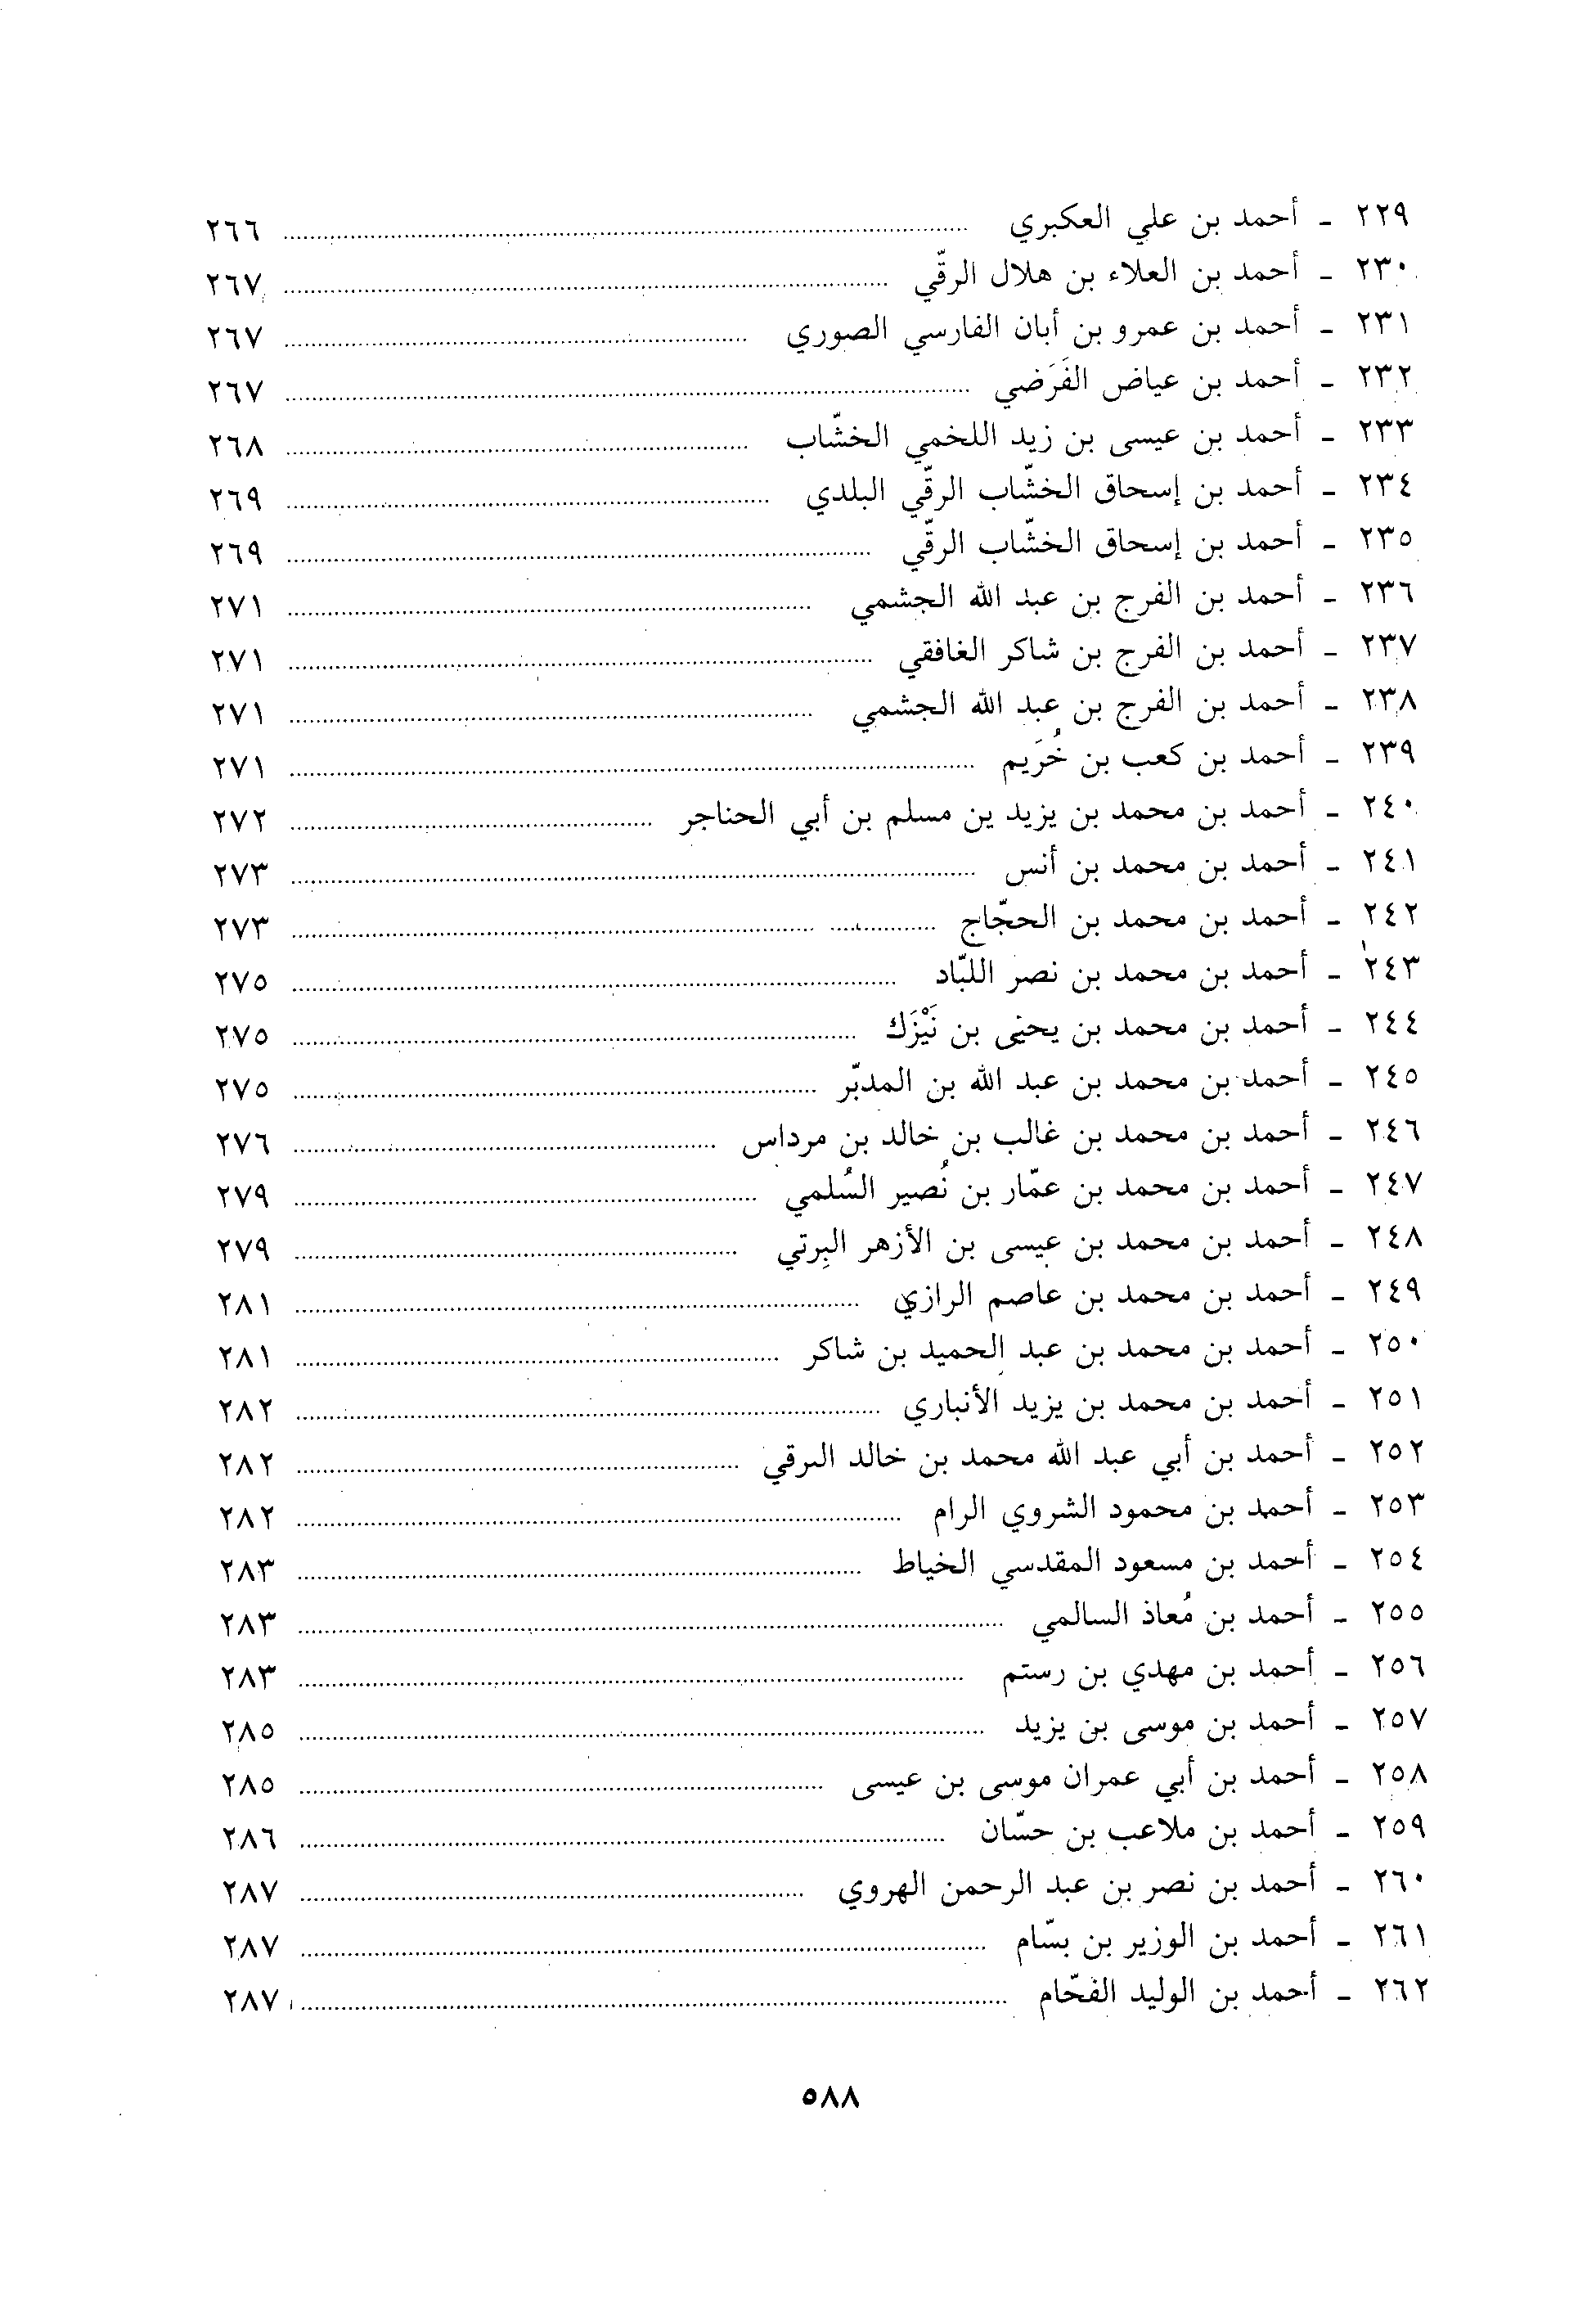 ٢٢٩ ـ أحمد بن علي العكبري ........ ٢٦٦
٢٣٠ ـ أحمد بن العلاء بن هلال الرقّي ........ ٢٦٧
٢٣١ ـ أحمد بن عمرو بن أبان الفارسي الصوري ........ ٢٦٧
٢٣٢ ـ أحمد بن عياض الفَرَضي ........ ٢٦٧
٢٣٣ ـ أحمد بن عيسى بن زيد اللخمي الخشّاب ........ ٢٦٨
٢٣٤ ـ أحمد بن إسحاق الخشّاب الرقّي البلدي ........ ٢٦٩
٢٣٥ ـ أحمد بن إسحاق الخشّاب الرقّي ........ ٢٦٩
٢٣٦ ـ أحمد بن الفرج بن عبد الله الجشمي ........ ٢٧١
٢٣٧ ـ أحمد بن الفرج بن شاكر الغافقي ........ ٢٧١
٢٣٨ ـ أحمد بن الفرج بن عبد الله الجشمي ........ ٢٧١
٢٣٩ ـ أحمد بن كعب بن خُرَيم ........ ٢٧١
٢٤٠ ـ أحمد بن محمد بن يزيد ين مسلم بن أبي الحناجر ........ ٢٧٢
٢٤١ ـ أحمد بن محمد بن أنس ........ ٢٧٣
٢٤٢ ـ أحمد بن محمد بن الحجّاج ........ ٢٧٣
٢٤٣ ـ أحمد بن محمد بن نصر اللبّاد ........ ٢٧٥
٢٤٤ ـ أحمد بن محمد بن يحيى بن نَيْزَك ........ ٢٧٥
٢٤٥ ـ أحمد بن محمد بن عبد الله بن المدبّر ........ ٢٧٥
٢٤٦ ـ أحمد بن محمد بن غالب بن خالد بن مرداس ........ ٢٧٦
٢٤٧ ـ أحمد بن محمد بن عمّار بن نُصير السُلمي ........ ٢٧٩
٢٤٨ ـ أحمد بن محمد بن عيسى بن الأزهر البِرتي ........ ٢٧٩
٢٤٩ ـ أحمد بن محمد بن عاصم الرازي ........ ٢٨١
٢٥٠ ـ أحمد بن محمد بن عبد الحميد بن شاكر ........ ٢٨١
٢٥١ ـ أحمد بن محمد بن يزيد الأنباري ........ ٢٨٢
٢٥٢ ـ أحمد بن أبي عبد الله محمد بن خالد البرقي ........ ٢٨٢
٢٥٣ ـ أحمد بن محمود الشروي الرام ........ ٢٨٢
٢٥٤ ـ أحمد بن مسعود المقدسي الخياط ........ ٢٨٣
٢٥٥ ـ أحمد بن مُعاذ السالمي ........ ٢٨٣
٢٥٦ ـ أحمد بن مهدي بن رستم ........ ٢٨٣
٢٥٧ ـ أحمد بن موسى بن يزيد ........ ٢٨٥
٢٥٨ ـ أحمد بن أبي عمران موسى بن عيسى ........ ٢٨٥
٢٥٩ ـ أحمد بن ملاعب بن حسّان ........ ٢٨٦
٢٦٠ ـ أحمد بن نصر بن عبد الرحمن الهروي ........ ٢٨٧
٢٦١ ـ أحمد بن الوزير بن بسّام ........ ٢٨٧
٢٦٢ ـ أحمد بن الوليد الفحّام ........ ٢٨٧
٥٨٨